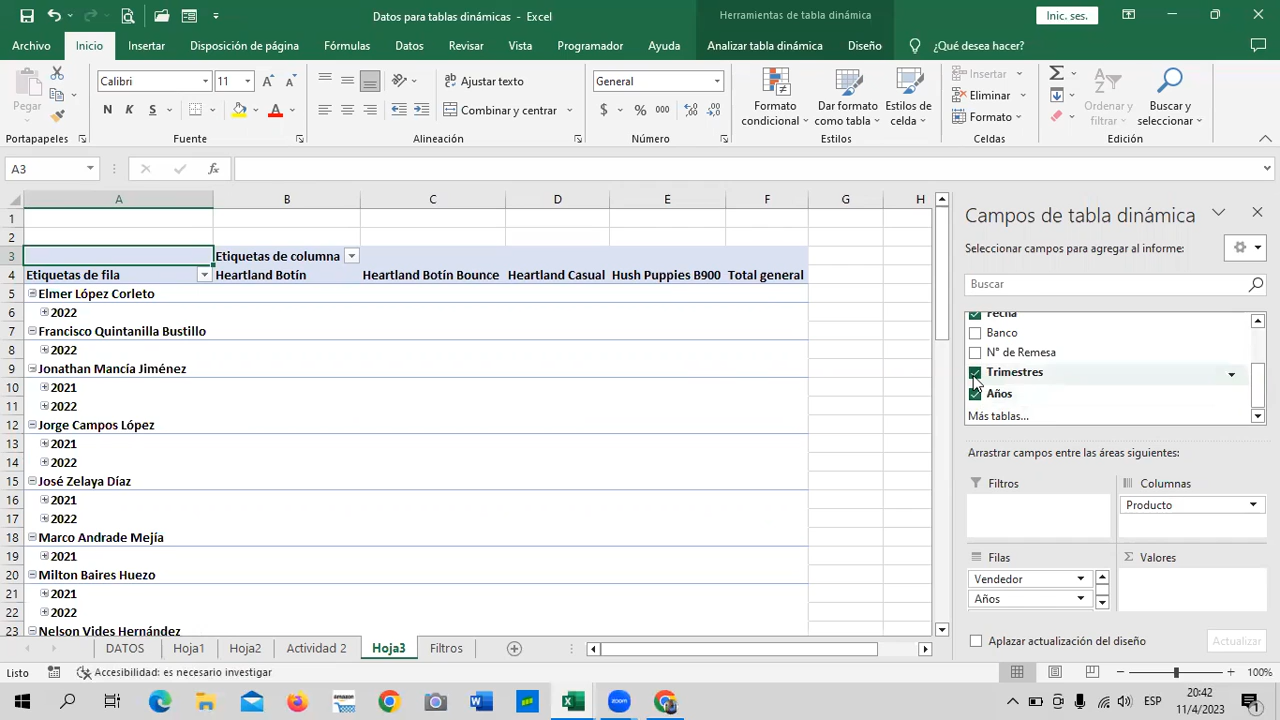 Datos para tablas dinámicas - Excel
Herramientas de tabla dinámica
Inic. ses.
Archivo Inicio Insertar Disposición de página Fórmulas Datos Revisar Vista Programador Ayuda Analizar tabla dinámica Diseño ¿Qué desea hacer?
Pegar
Calibri 11
N K S
Ajustar texto
Combinar y centrar
General
$ % 000
Formato condicional
Dar formato como tabla
Estilos de celda
Insertar
Eliminar
Formato
Ordenar y filtrar
Buscar y seleccionar
Portapapeles Fuente Alineación Número Estilos Celdas Edición
A3 fx
A B C D E F G H
1
2
3 Etiquetas de columna
4 Etiquetas de fila Heartland Botín Heartland Botín Bounce Heartland Casual Hush Puppies B900 Total general
5 Elmer López Corleto
6 2022
7 Francisco Quintanilla Bustillo
8 2022
9 Jonathan Mancía Jiménez
10 2021
11 2022
12 Jorge Campos López
13 2021
14 2022
15 José Zelaya Díaz
16 2021
17 2022
18 Marco Andrade Mejía
19 2021
20 Milton Baires Huezo
21 2021
22 2022
23 Nelson Vides Hernández
Campos de tabla dinámica
Seleccionar campos para agregar al informe:
Buscar
Fecha
Banco
N° de Remesa
Trimestres
Años
Más tablas...
Arrastrar campos entre las áreas siguientes:
Filtros Columnas
Producto
Filas Valores
Vendedor
Años
Aplazar actualización del diseño Actualizar
DATOS Hoja1 Hoja2 Actividad 2 Hoja3 Filtros
Listo Accesibilidad: es necesario investigar 100%
ESP
20:42
11/4/2023